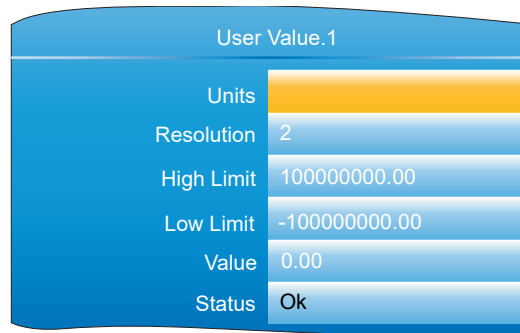 User Value.1
Units
Resolution 2
High Limit 100000000.00
Low Limit -100000000.00
Value 0.00
Status Ok